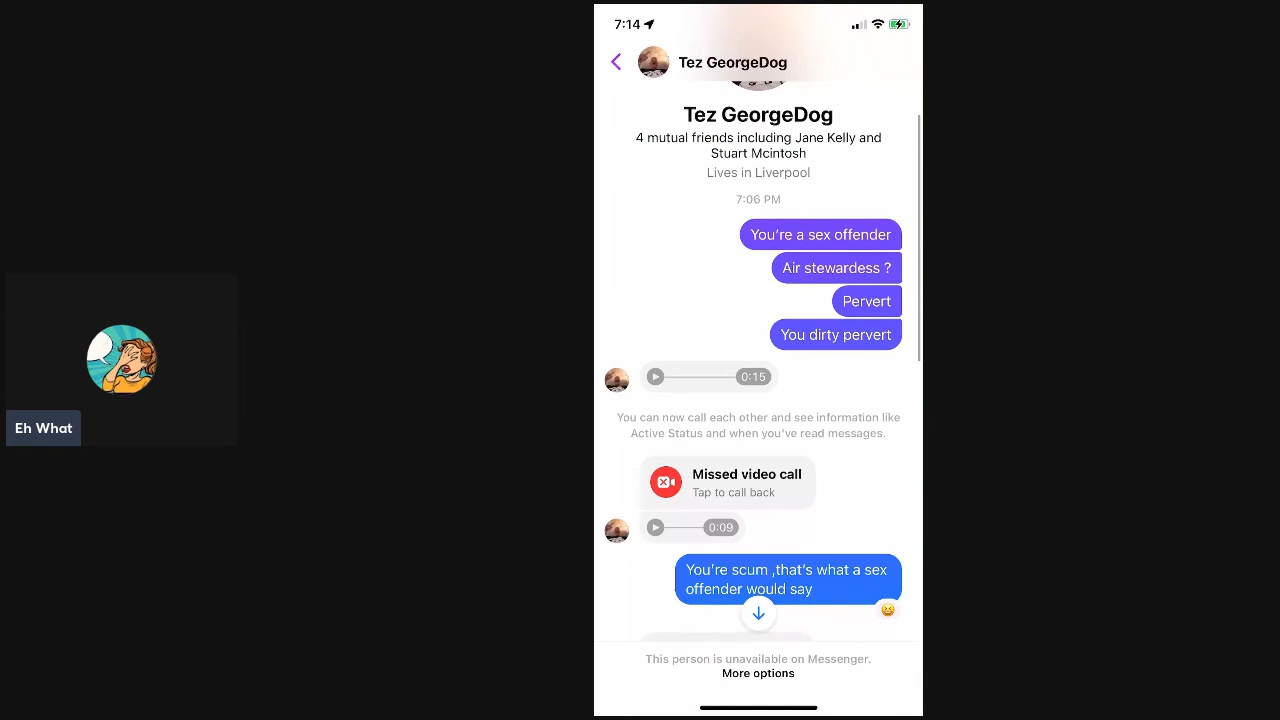 7:14
Tez GeorgeDog
Tez GeorgeDog
4 mutual friends including Jane Kelly and
Stuart Mcintosh
Lives in Liverpool
7:06 PM
You're a sex offender
Air stewardess ?
Pervert
You dirty pervert
0:15
You can now call each other and see information like
Active Status and when you've read messages.
Missed video call
Tap to call back
0:09
You're scum ,that's what a sex
offender would say
This person is unavailable on Messenger.
More options
Eh What